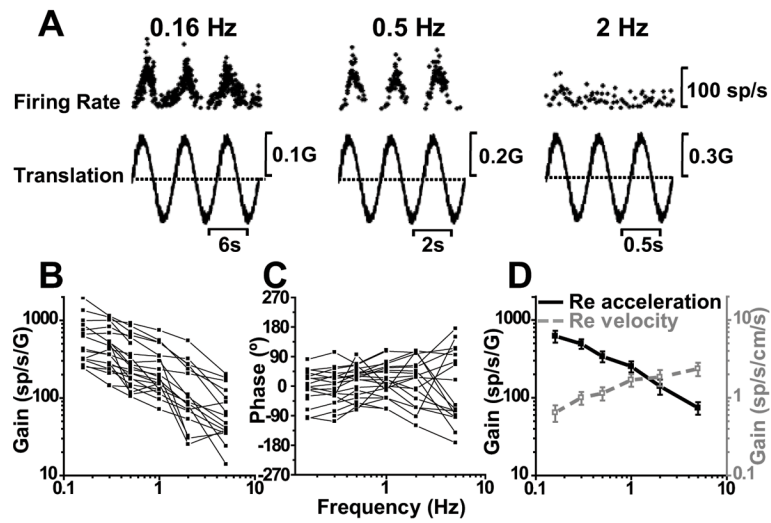 A
0.16 Hz
0.5 Hz
2 Hz
Firing Rate
100 sp/s
Translation
0.1G
0.2G
0.3G
6s
2s
0.5s
B
C
D
Gain (sp/s/G)
1000
100
10
0.1
1
10
Phase (º)
270
180
90
0
-90
-180
-270
1
10
Frequency (Hz)
Re acceleration
Re velocity
Gain (sp/s/G)
1000
100
10
0.1
1
10
Gain (sp/s/cm/s)
10
1
0.1